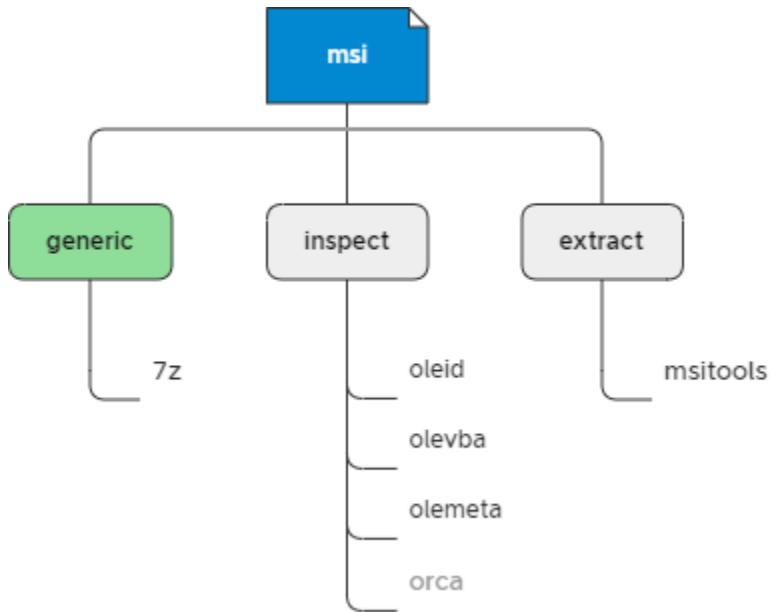 msi
generic
inspect
extract
7z
oleid
msitools
olevba
olemeta
orca